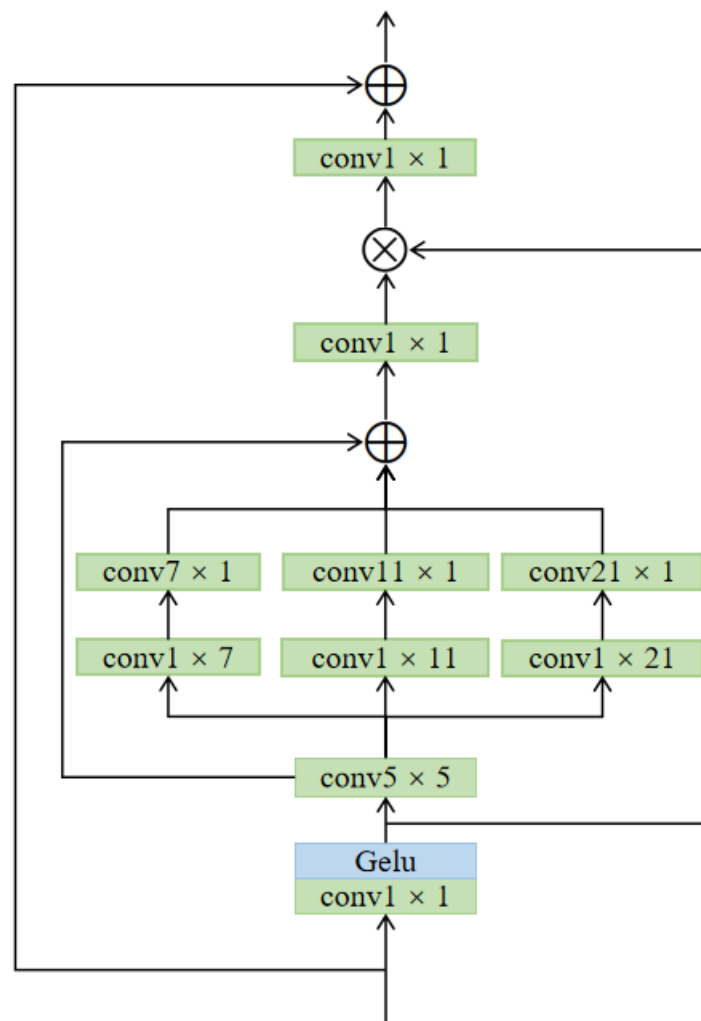 conv1 × 1
conv1 × 1
conv7 × 1
conv11 × 1
conv21 × 1
conv1 × 7
conv1 × 11
conv1 × 21
conv5 × 5
Gelu
conv1 × 1